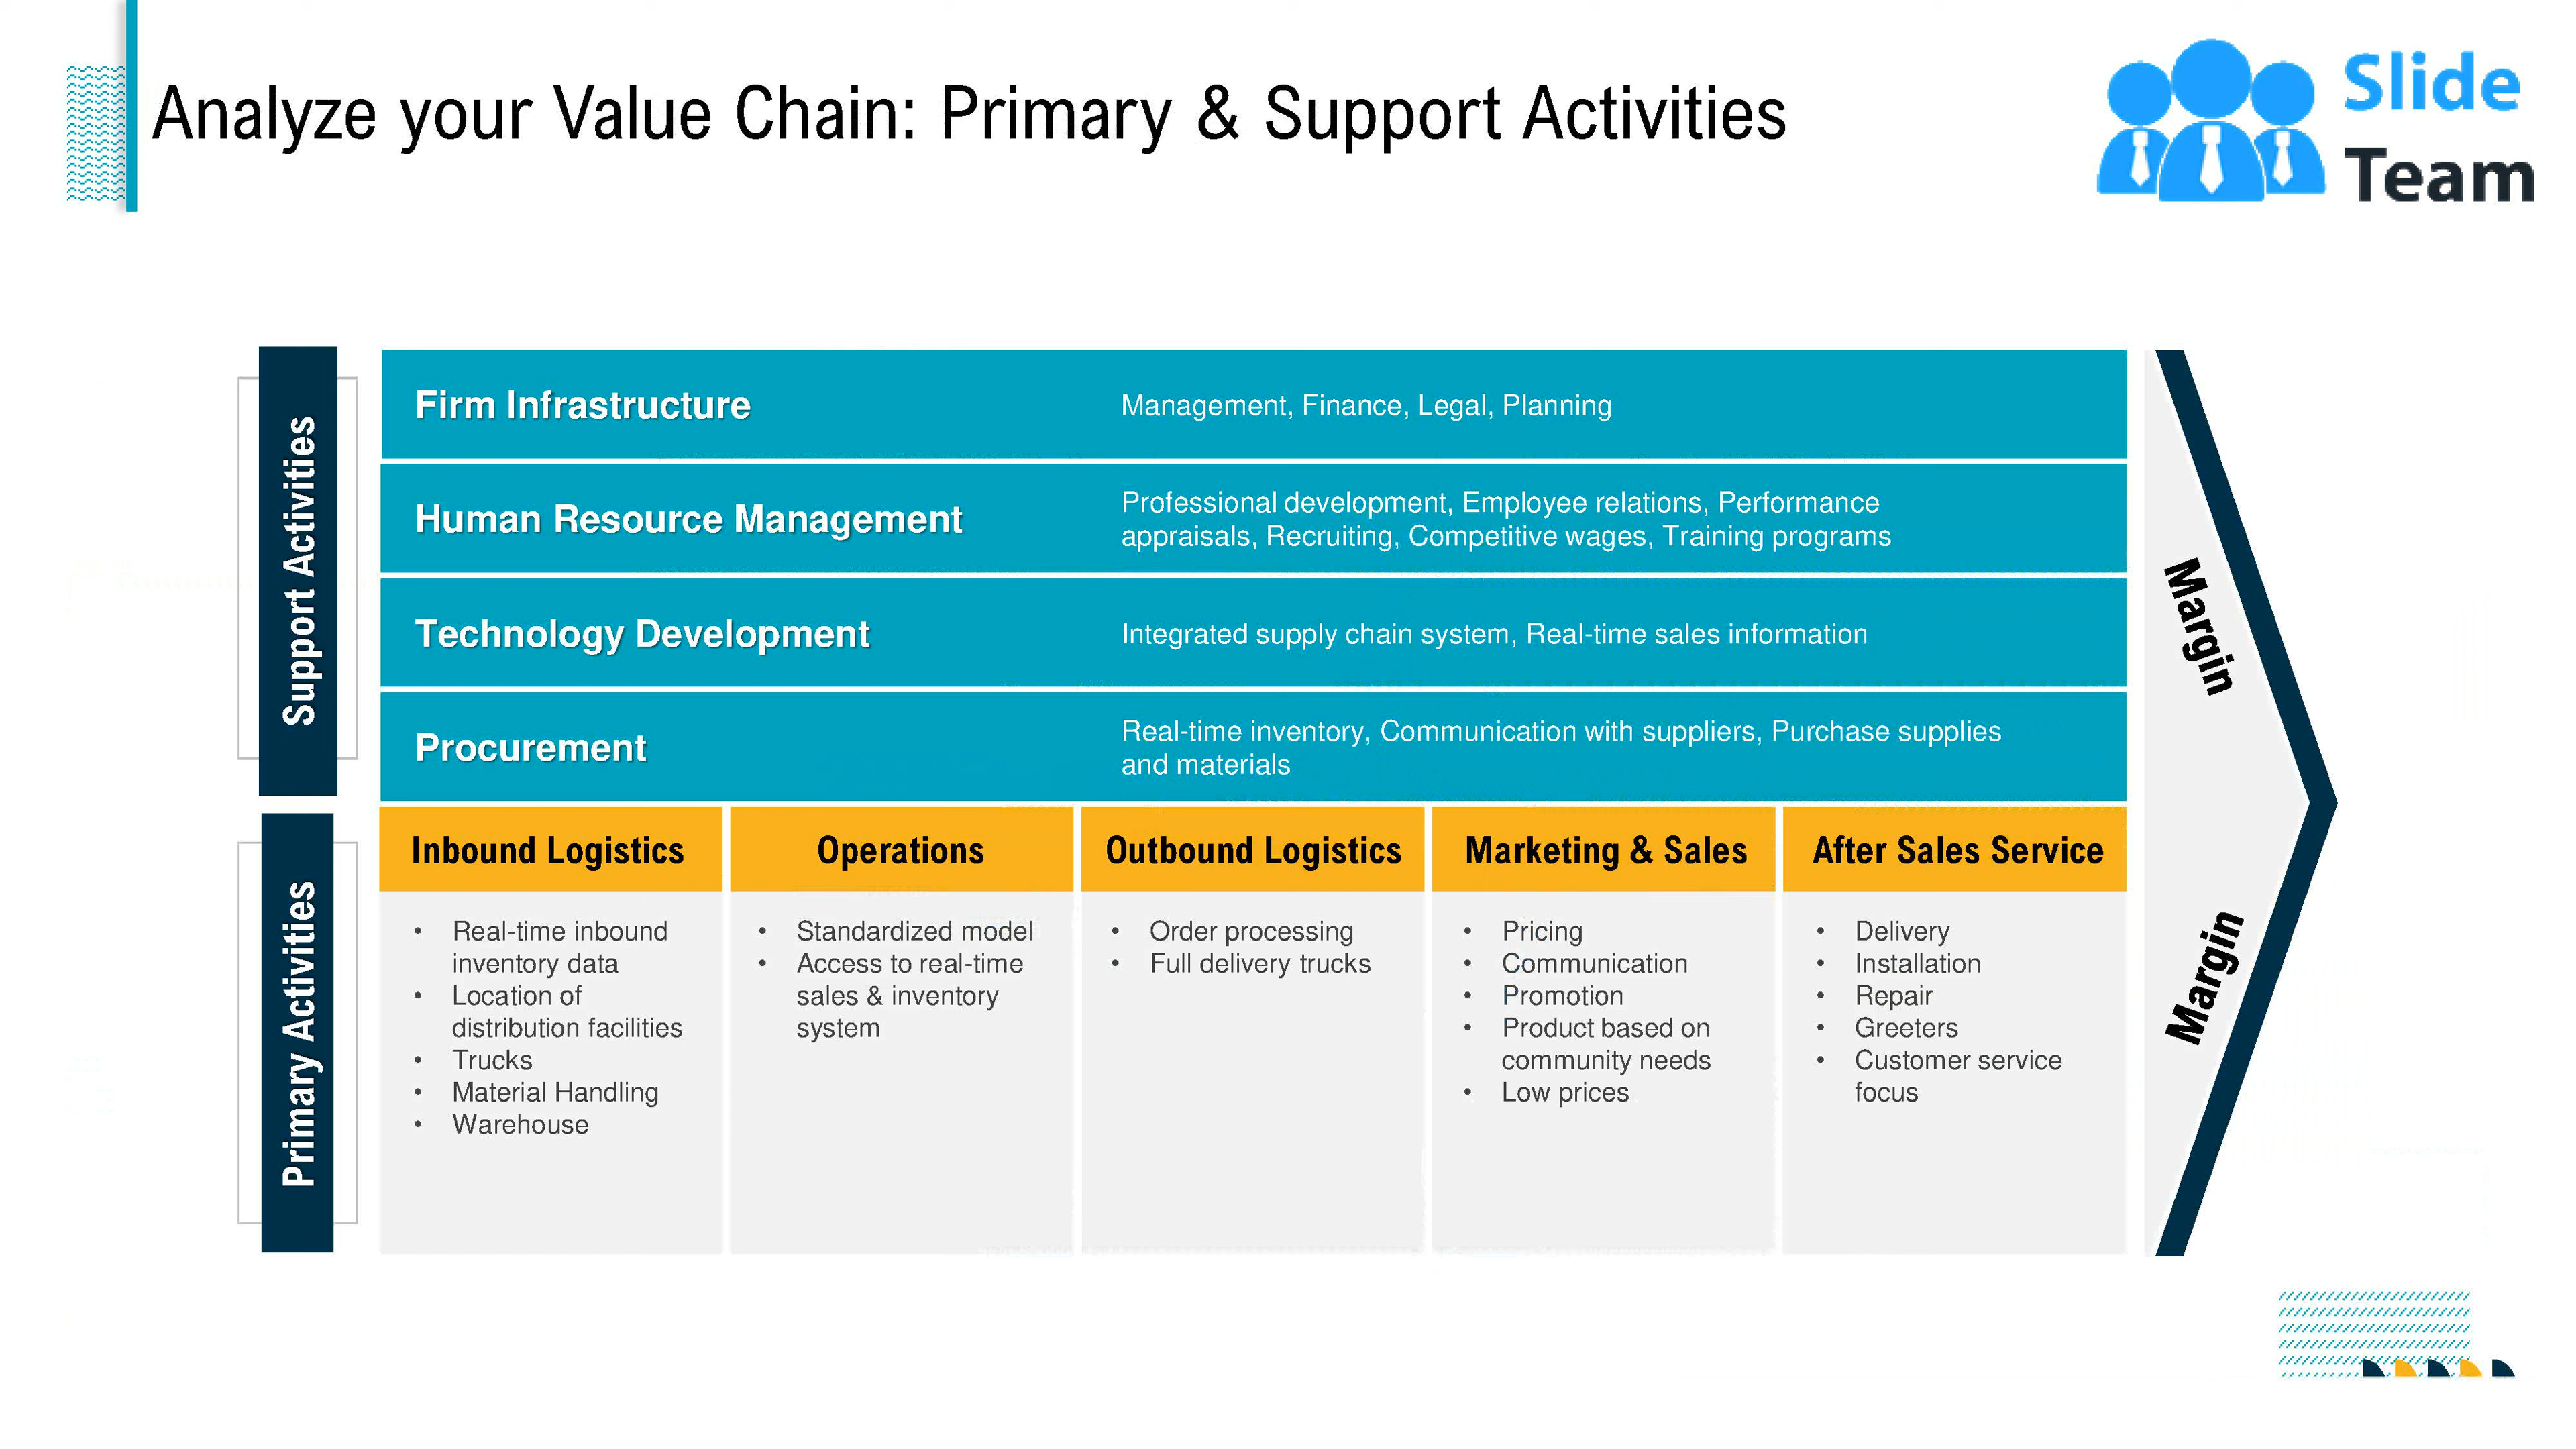 Analyze your Value Chain: Primary & Support Activities
Slide
Team
Support Activities
Firm Infrastructure
Management, Finance, Legal, Planning
Human Resource Management
Professional development, Employee relations, Performance
appraisals, Recruiting, Competitive wages, Training programs
Technology Development
Integrated supply chain system, Real-time sales information
Procurement
Real-time inventory, Communication with suppliers, Purchase supplies
and materials
Margin
Primary Activities
Inbound Logistics
• Real-time inbound
inventory data
• Location of
distribution facilities
• Trucks
• Material Handling
• Warehouse
Operations
• Standardized model
• Access to real-time
sales & inventory
system
Outbound Logistics
• Order processing
• Full delivery trucks
Marketing & Sales
• Pricing
• Communication
• Promotion
• Product based on
community needs
• Low prices
After Sales Service
• Delivery
• Installation
• Repair
• Greeters
• Customer service
focus
Margin